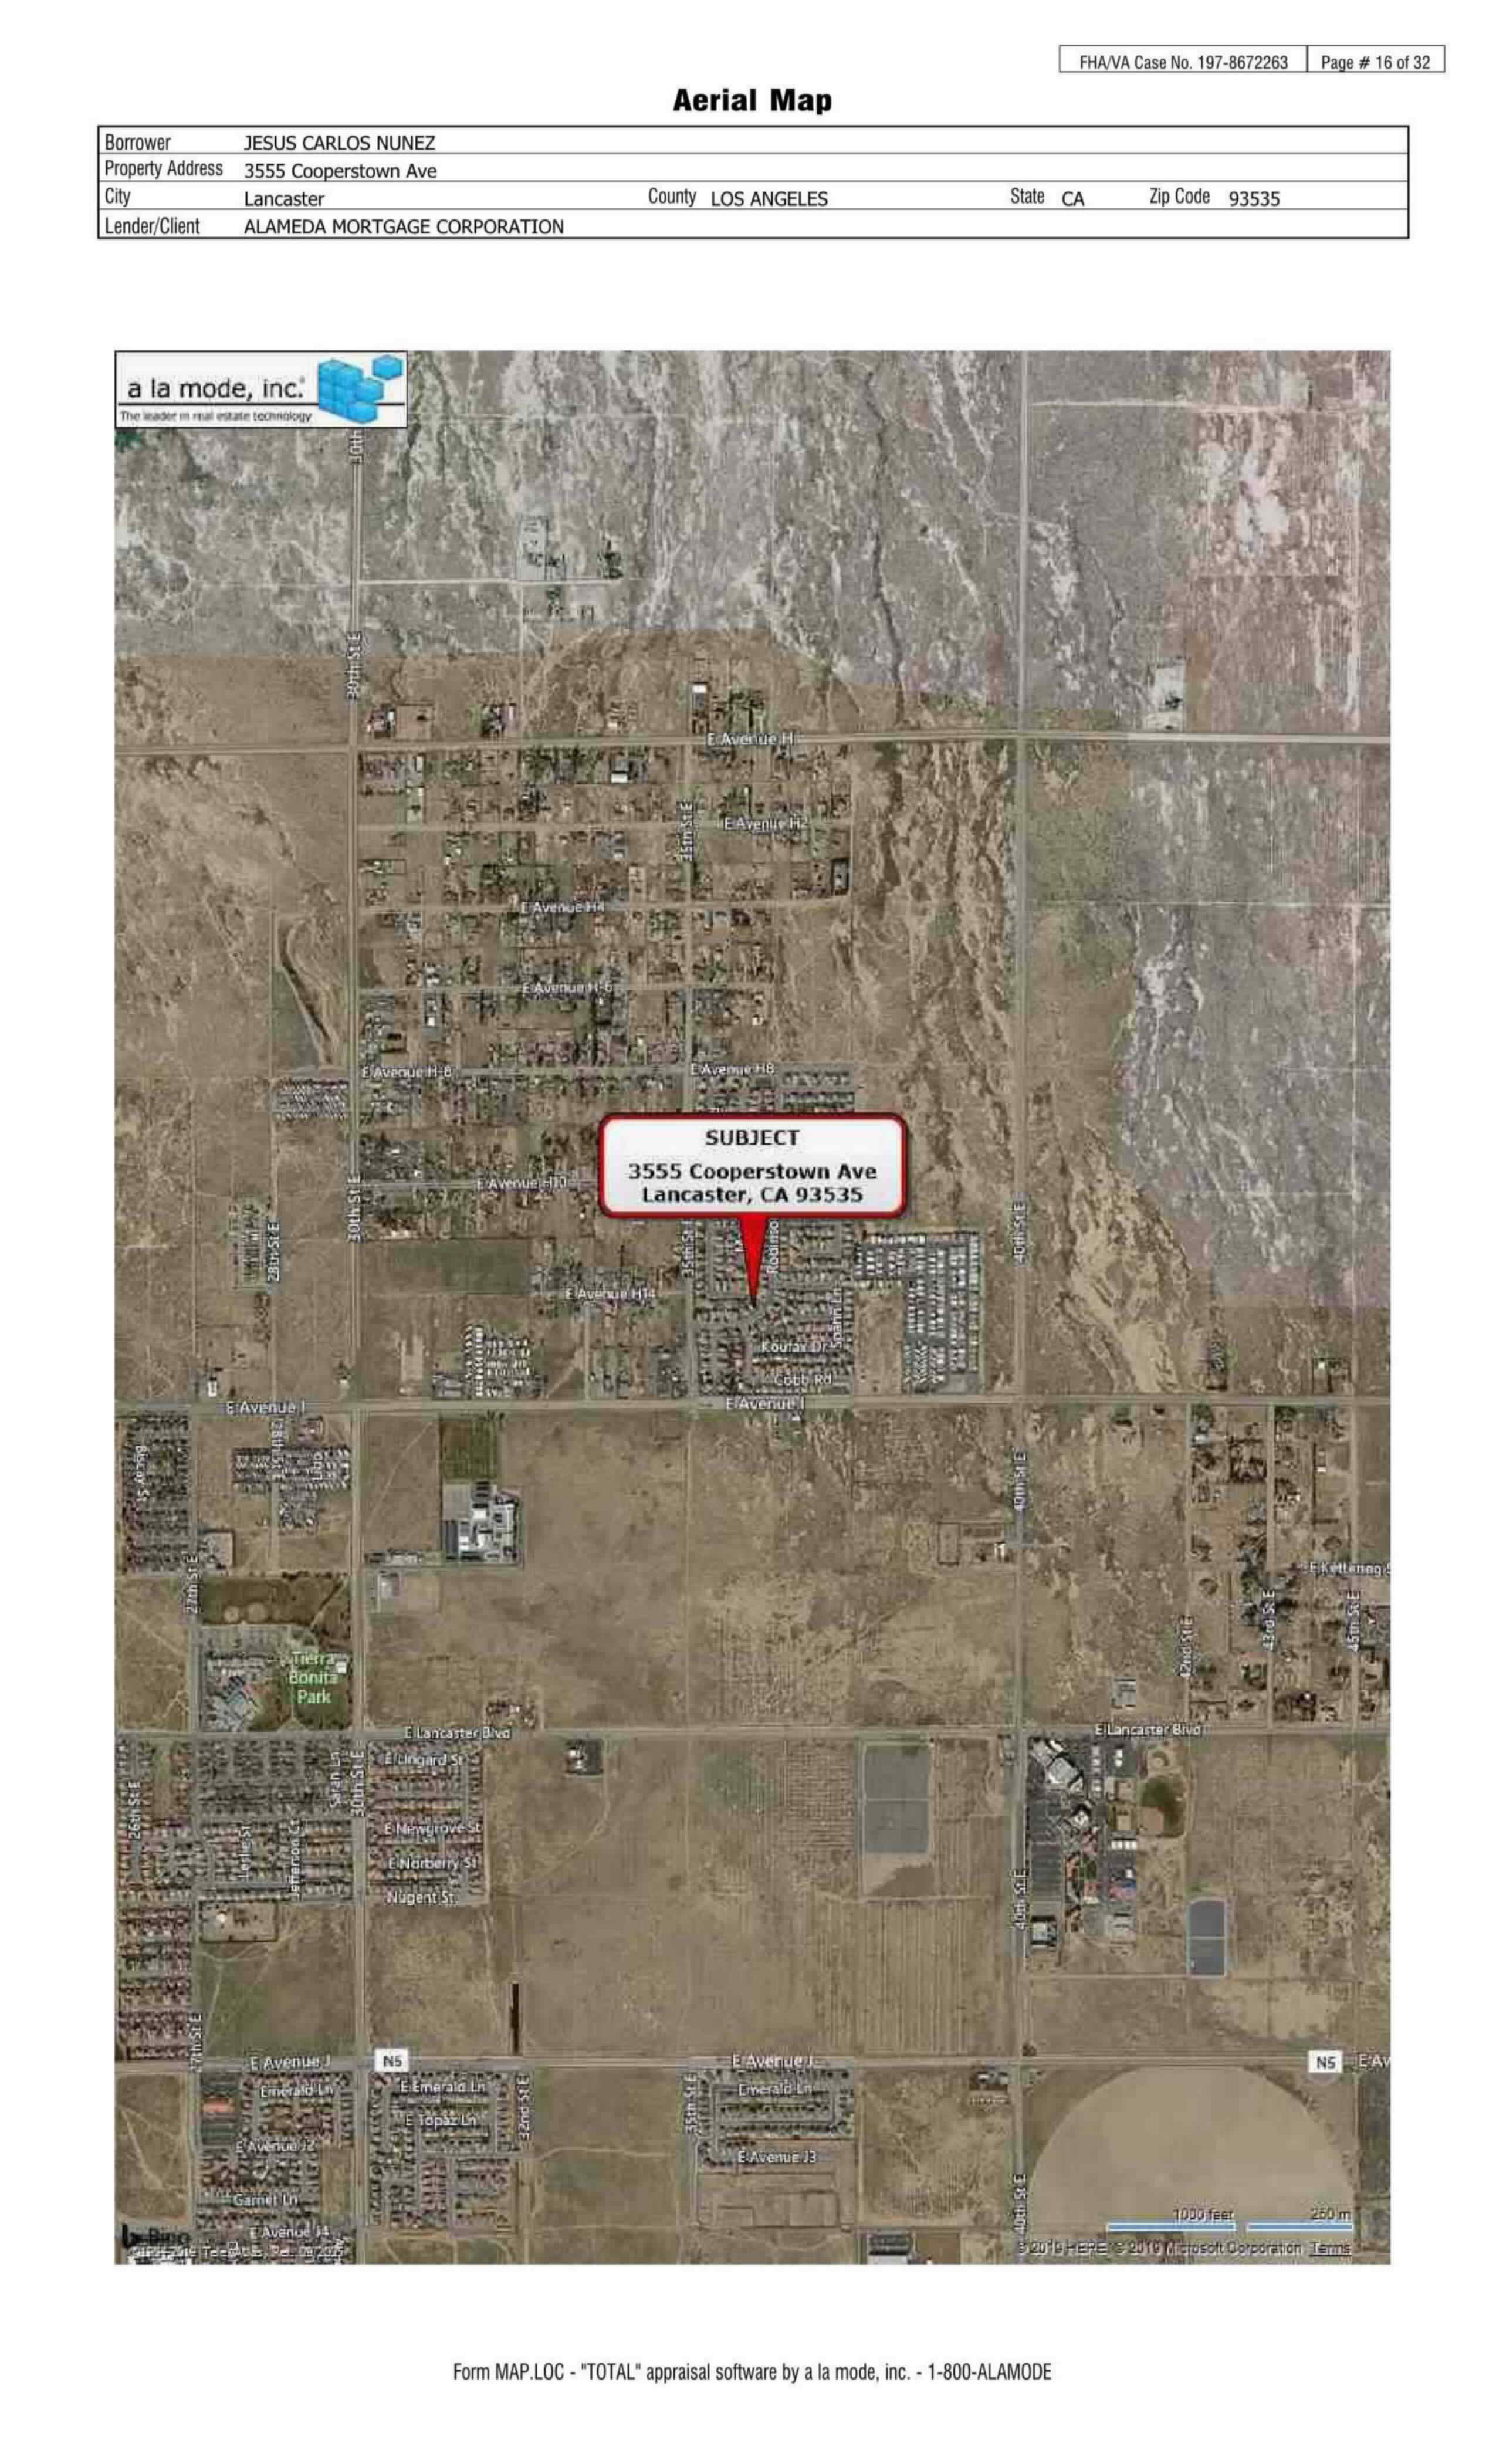 FHA/VA Case No. 197-8672263 Page # 16 of 32
Aerial Map
Borrower JESUS CARLOS NUNEZ
Property Address 3555 Cooperstown Ave
City Lancaster County LOS ANGELES State CA Zip Code 93535
Lender/Client ALAMEDA MORTGAGE CORPORATION
a la mode, inc.
The leader in real estate technology
30th
30th St E
E Avenue H
35th St E
E Avenue H2
E Avenue H4
E Avenue H-6
E Avenue H-8
E Avenue H8
SUBJECT
3555 Cooperstown Ave
Lancaster, CA 93535
E Avenue H10
30th St E
28th St E
35th St E
Robinso
40th St E
E Avenue H14
Spahn Ln
Koufax Dr
Cobb Rd
E Avenue I
E Avenue I
28th St E
Lido
40th St E
27th St E
E Kettering S
42nd St E
43rd St E
45th St E
Tierra
Bonita
Park
E Lancaster Blvd
E Lancaster Blvd
E Lingard St
Sarah Ln
30th St E
26th St E
E Newgrove St
Leslie St
Jefferson Ct
E Norberry St
Nugent St
40th St E
27th St E
E Avenue J
N5
E Avenue J
N5
E Av
Emerald Ln
E Emerald Ln
Emerald Ln
32nd St E
35th St E
E Topaz Ln
E Avenue J2
E Avenue J3
Garnet Ln
40th St E
E Avenue J4
1000 feet 250 m
Bing
© 2019 HERE © 2019 Microsoft Corporation Terms
Form MAP.LOC - "TOTAL" appraisal software by a la mode, inc. - 1-800-ALAMODE